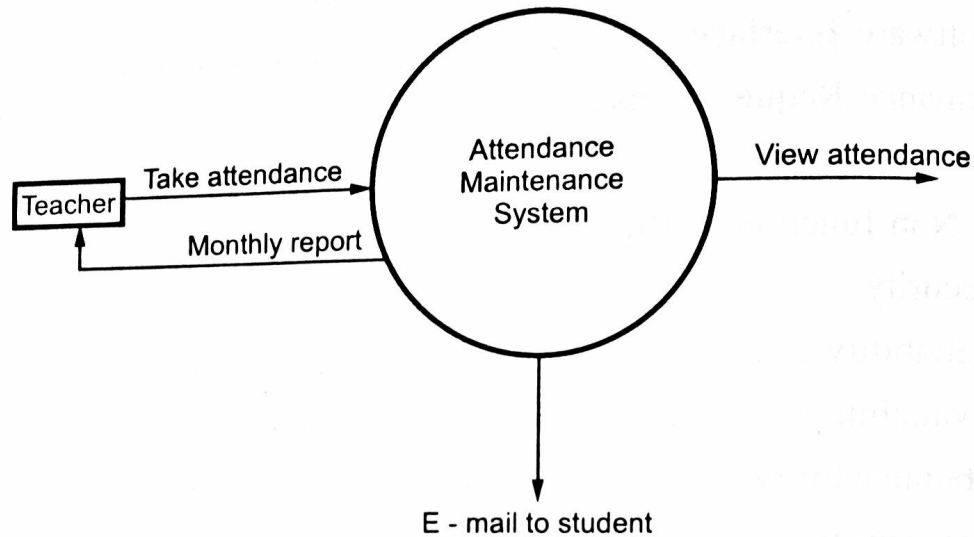 Attendance
Maintenance
System
View attendance
Take attendance
Teacher
Monthly report
E - mail to student